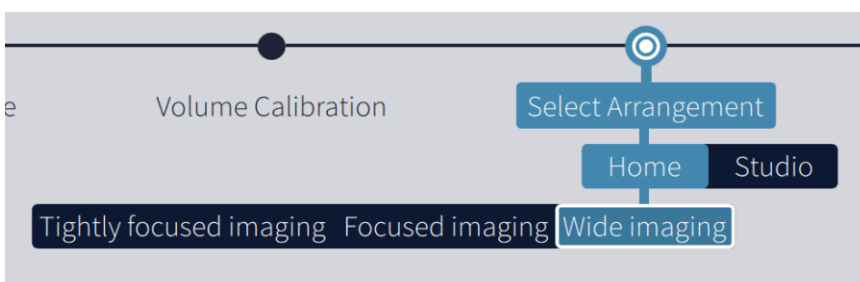 e
Volume Calibration
Select Arrangement
Home
Studio
Tightly focused imaging
Focused imaging
Wide imaging